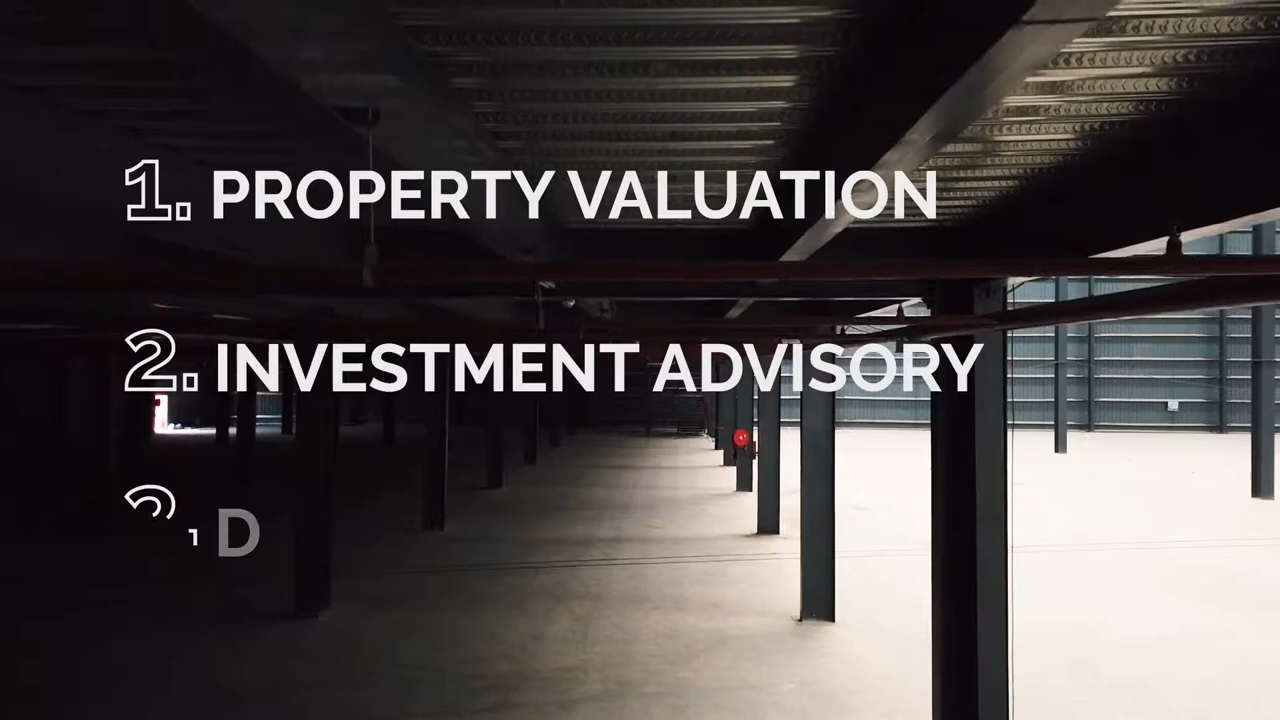 1. PROPERTY VALUATION
2. INVESTMENT ADVISORY
D